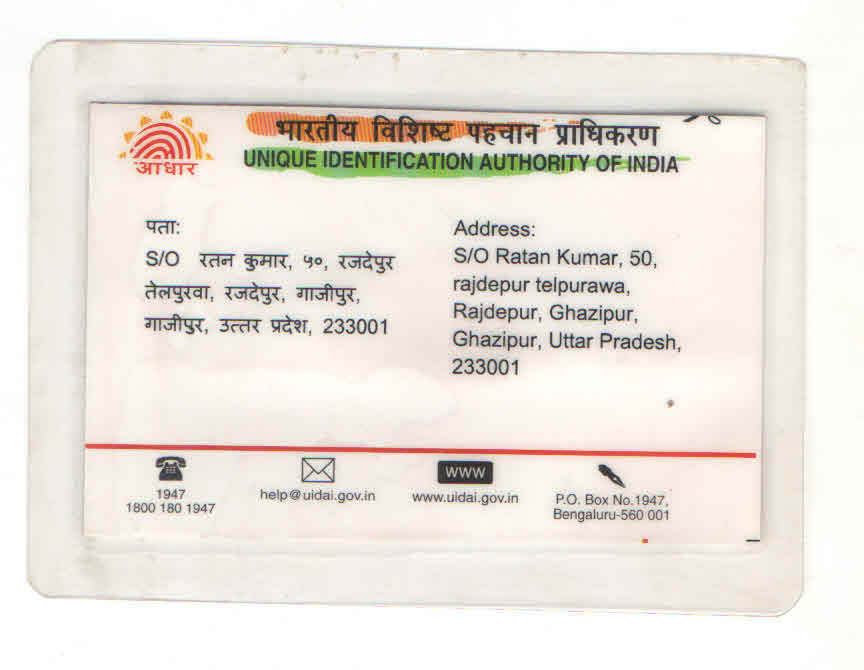 भारतीय विशिष्ट पहचान प्राधिकरण
UNIQUE IDENTIFICATION AUTHORITY OF INDIA
आधार
पता:
S/O रतन कुमार, ५०, रजदेपुर
तेलपुरवा, रजदेपुर, गाजीपुर,
गाजीपुर, उत्तर प्रदेश, 233001
Address:
S/O Ratan Kumar, 50,
rajdepur telpurawa,
Rajdepur, Ghazipur,
Ghazipur, Uttar Pradesh,
233001
1947
1800 180 1947
help@uidai.gov.in
WWW
www.uidai.gov.in
P.O. Box No.1947,
Bengaluru-560 001